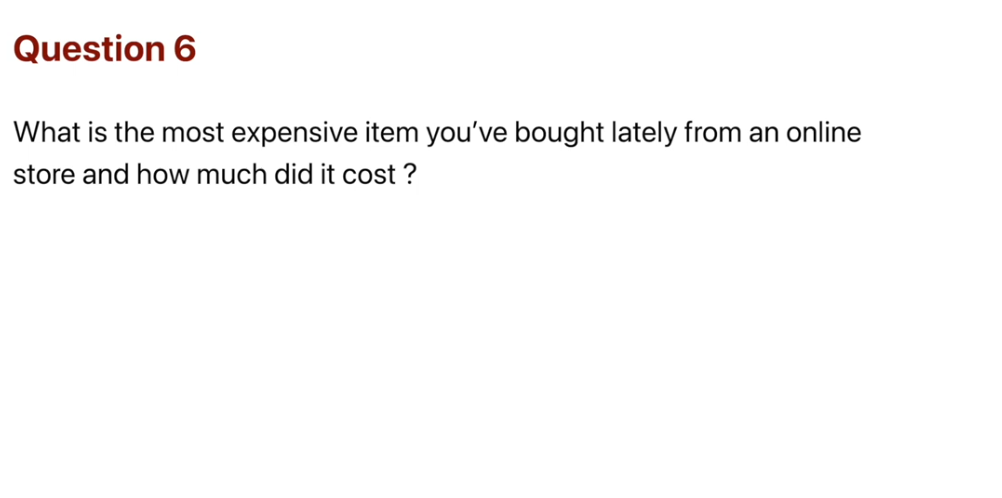 Question 6
What is the most expensive item you’ve bought lately from an online
store and how much did it cost ?